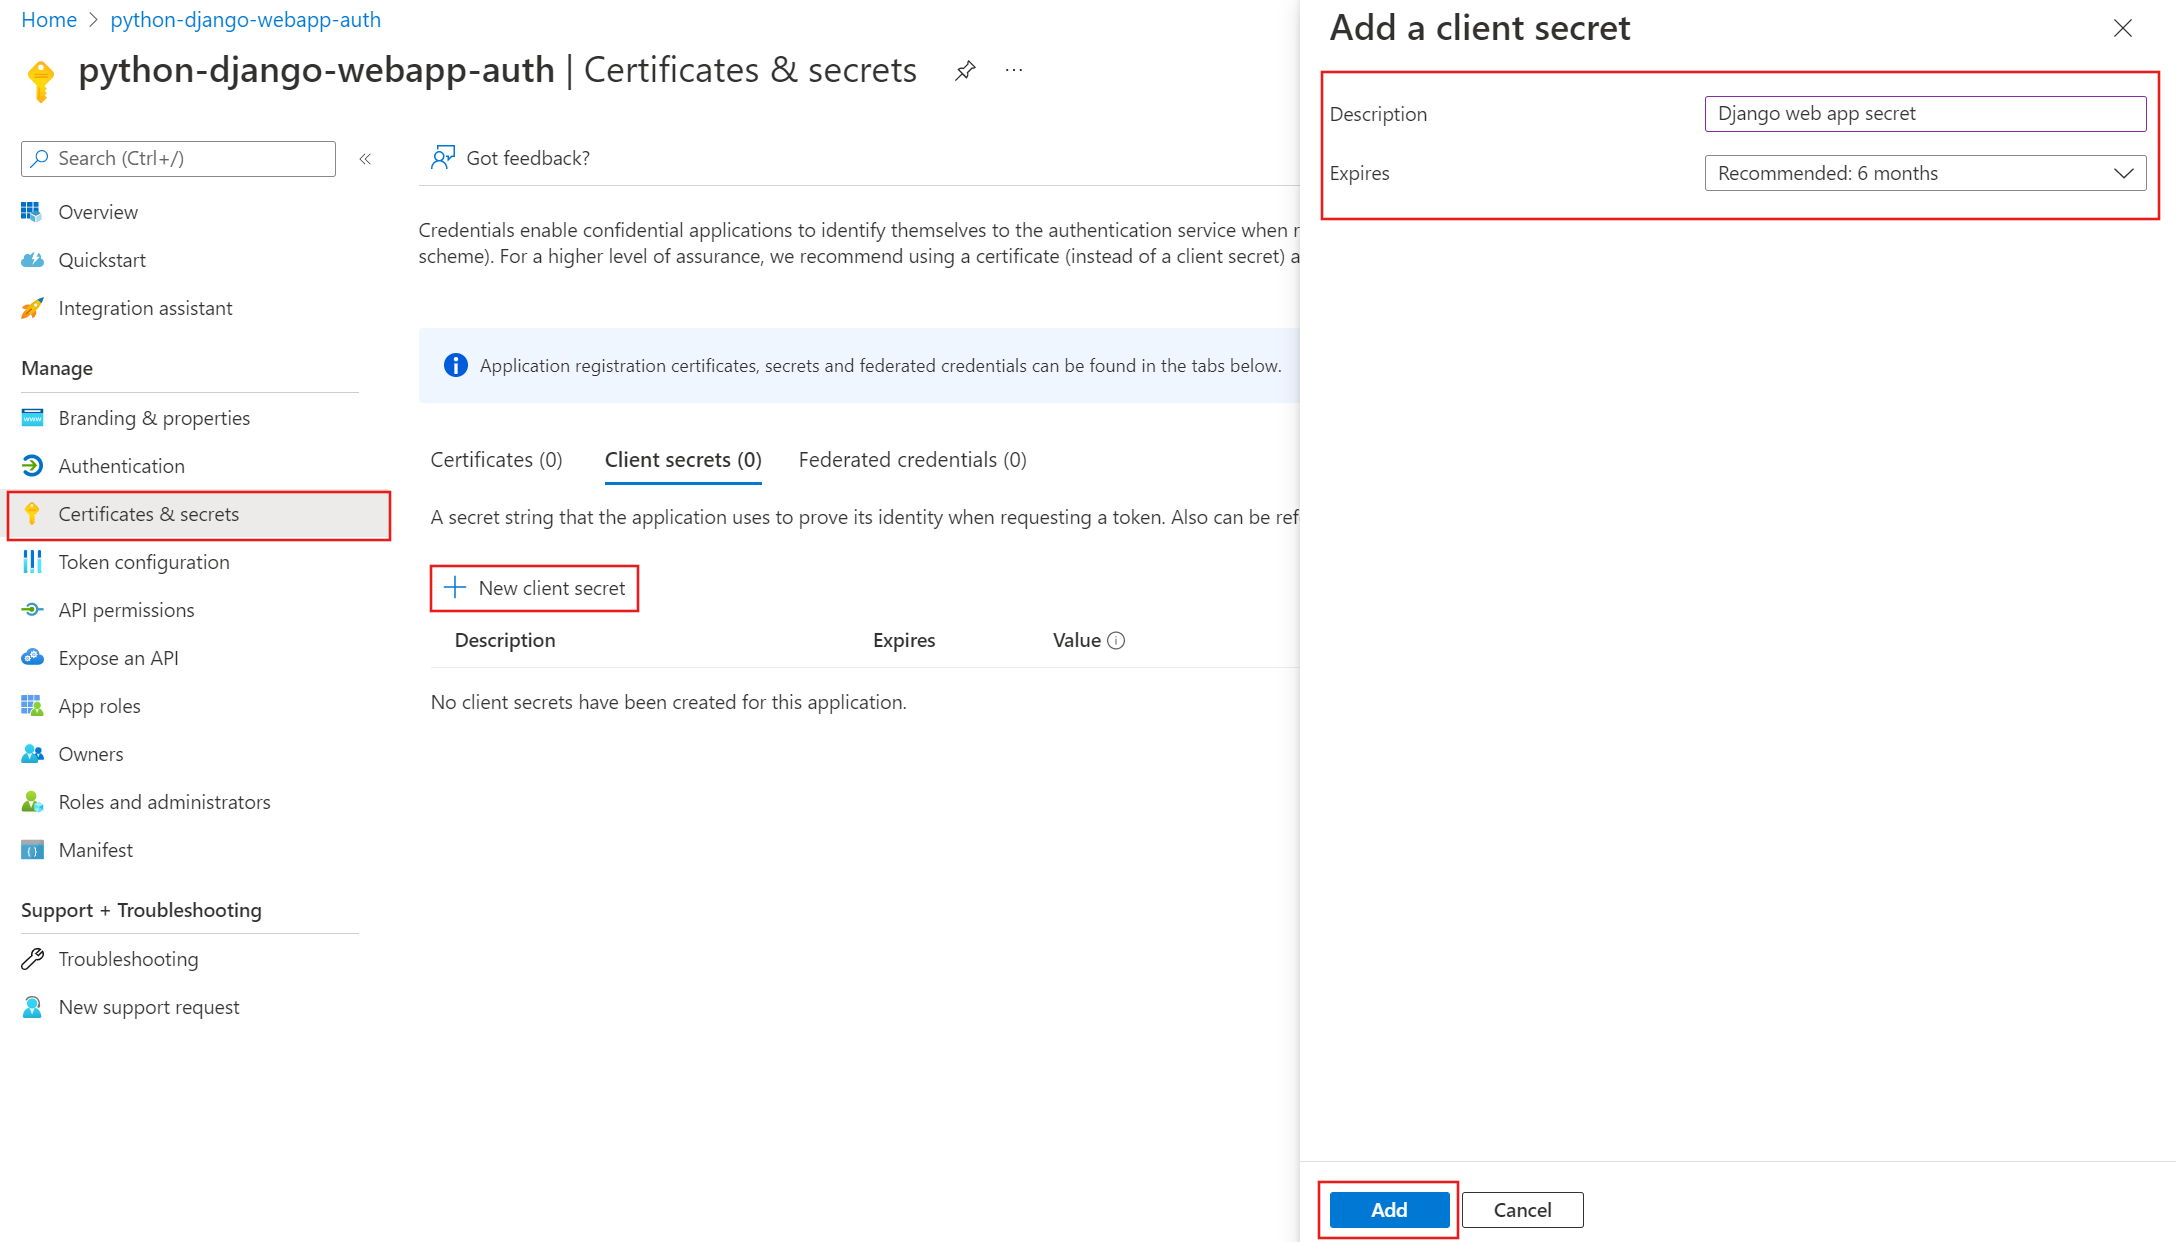 Home > python-django-webapp-auth
python-django-webapp-auth | Certificates & secrets
Search (Ctrl+/)
Overview
Quickstart
Integration assistant
Manage
Branding & properties
Authentication
Certificates & secrets
Token configuration
API permissions
Expose an API
App roles
Owners
Roles and administrators
Manifest
Support + Troubleshooting
Troubleshooting
New support request
Got feedback?
Credentials enable confidential applications to identify themselves to the authentication service when r
scheme). For a higher level of assurance, we recommend using a certificate (instead of a client secret) a
Application registration certificates, secrets and federated credentials can be found in the tabs below.
Certificates (0) Client secrets (0) Federated credentials (0)
A secret string that the application uses to prove its identity when requesting a token. Also can be ref
New client secret
Description Expires Value
No client secrets have been created for this application.
Add a client secret
Description Django web app secret
Expires Recommended: 6 months
Add Cancel